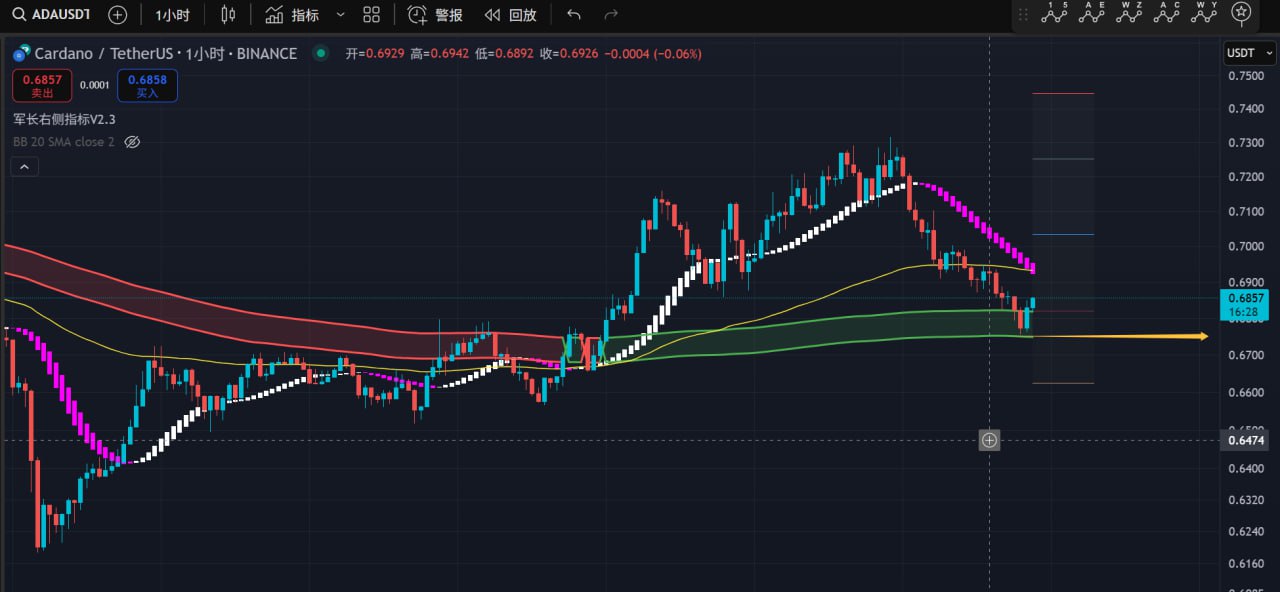 ADAUSDT 1小时 指标 警报 回放
1 5 A E W Z A C W Y
Cardano / TetherUS · 1小时 · BINANCE 开=0.6929 高=0.6942 低=0.6892 收=0.6926 −0.0004 (−0.06%)
USDT
0.6857 0.0001 0.6858
卖出 买入
军长右侧指标V2.3
BB 20 SMA close 2
0.7500
0.7400
0.7300
0.7200
0.7100
0.7000
0.6900
0.6857
16:28
0.6700
0.6600
0.6474
0.6400
0.6320
0.6240
0.6160